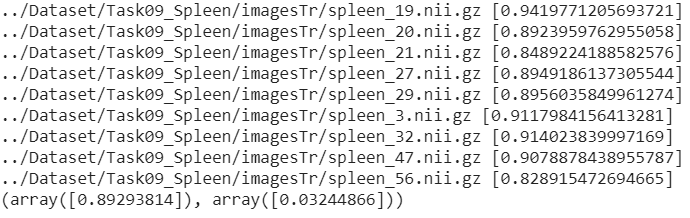 ../Dataset/Task09_Spleen/imagesTr/spleen_19.nii.gz [0.9419771205693721]
../Dataset/Task09_Spleen/imagesTr/spleen_20.nii.gz [0.8923959762955058]
../Dataset/Task09_Spleen/imagesTr/spleen_21.nii.gz [0.8489224188582576]
../Dataset/Task09_Spleen/imagesTr/spleen_27.nii.gz [0.8949186137305544]
../Dataset/Task09_Spleen/imagesTr/spleen_29.nii.gz [0.8956035849961274]
../Dataset/Task09_Spleen/imagesTr/spleen_3.nii.gz [0.9117984156413281]
../Dataset/Task09_Spleen/imagesTr/spleen_32.nii.gz [0.914023839997169]
../Dataset/Task09_Spleen/imagesTr/spleen_47.nii.gz [0.9078878438955787]
../Dataset/Task09_Spleen/imagesTr/spleen_56.nii.gz [0.828915472694665]
(array([0.89293814]), array([0.03244866]))